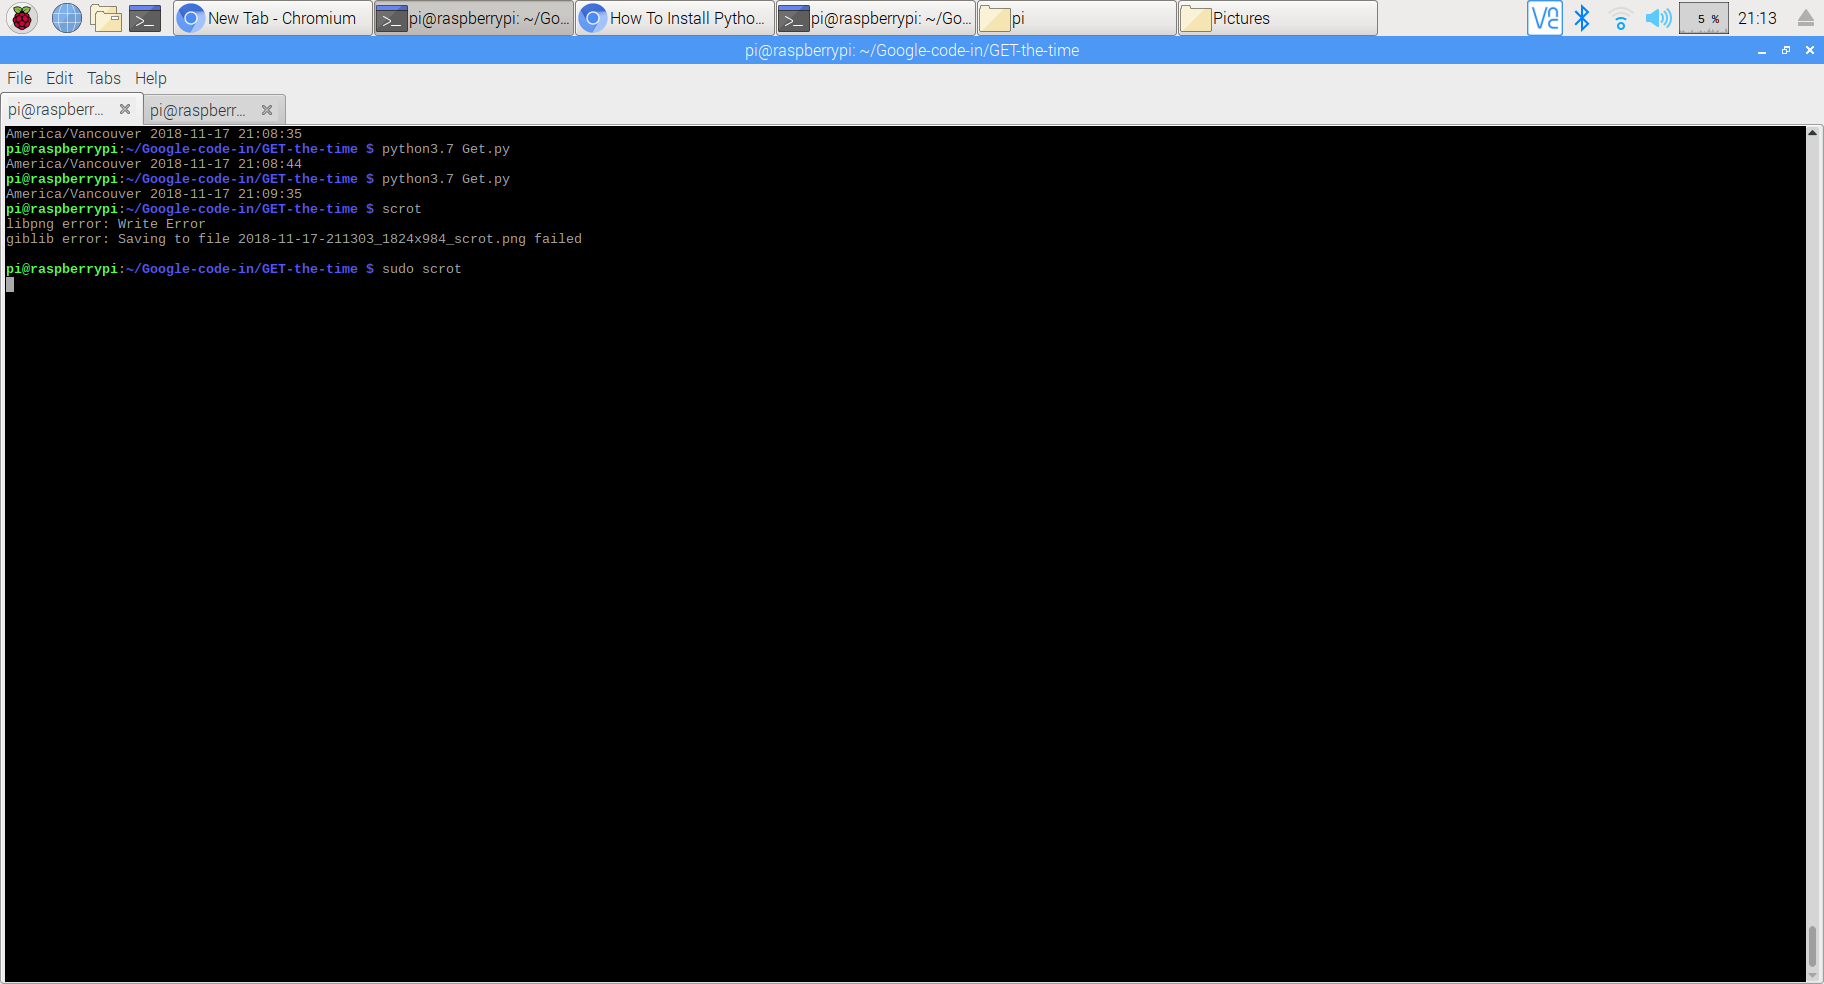 New Tab - Chromium
pi@raspberrypi: ~/Go...
How To Install Pytho...
pi@raspberrypi: ~/Go...
pi
Pictures
5 %
21:13
pi@raspberrypi: ~/Google-code-in/GET-the-time
File Edit Tabs Help
pi@raspberr...
pi@raspberr...
America/Vancouver 2018-11-17 21:08:35
pi@raspberrypi:~/Google-code-in/GET-the-time $ python3.7 Get.py
America/Vancouver 2018-11-17 21:08:44
pi@raspberrypi:~/Google-code-in/GET-the-time $ python3.7 Get.py
America/Vancouver 2018-11-17 21:09:35
pi@raspberrypi:~/Google-code-in/GET-the-time $ scrot
libpng error: Write Error
giblib error: Saving to file 2018-11-17-211303_1824x984_scrot.png failed
pi@raspberrypi:~/Google-code-in/GET-the-time $ sudo scrot